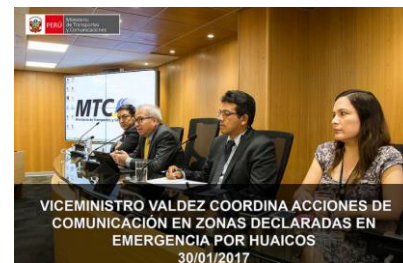 PERÚ
Ministerio
de Transportes
y Comunicaciones
MTC
VICEMINISTRO VALDEZ COORDINA ACCIONES DE
COMUNICACIÓN EN ZONAS DECLARADAS EN
EMERGENCIA POR HUAICOS
30/01/2017